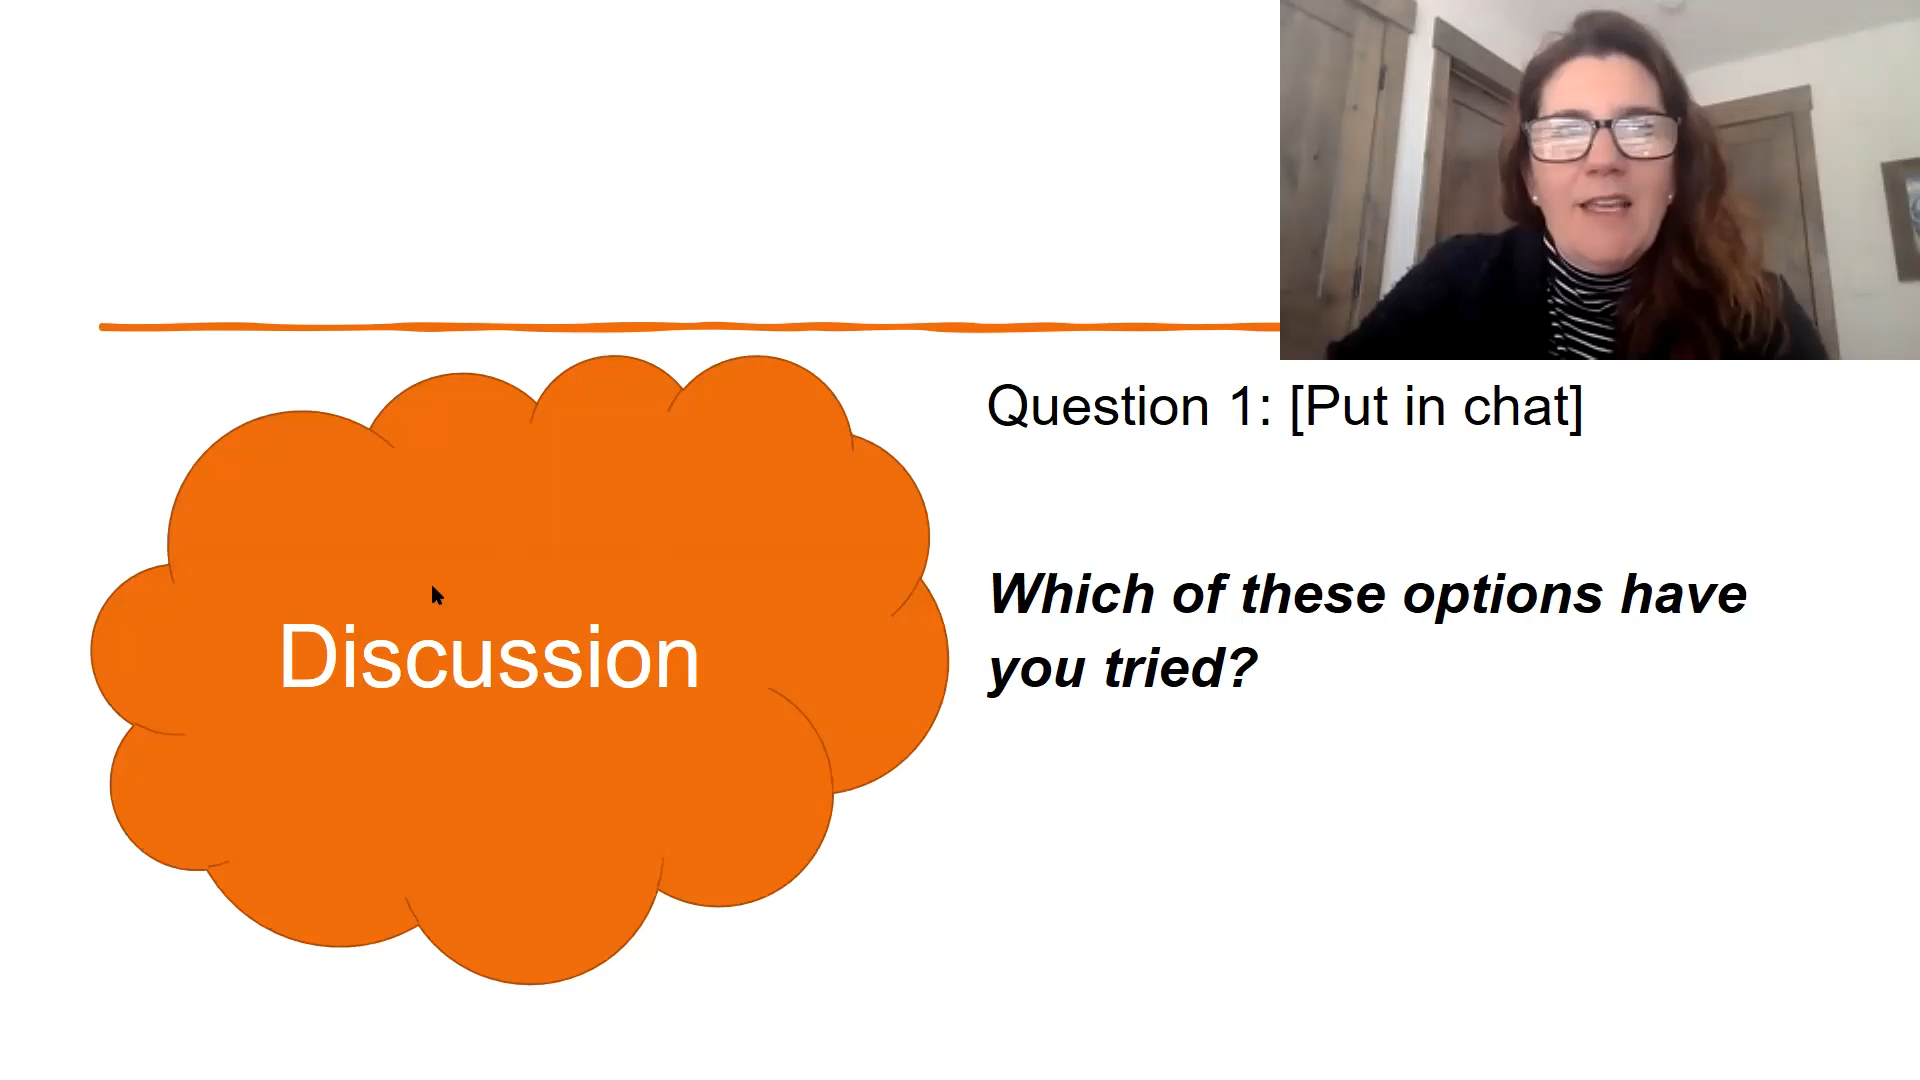 Discussion
Question 1: [Put in chat]
Which of these options have
you tried?